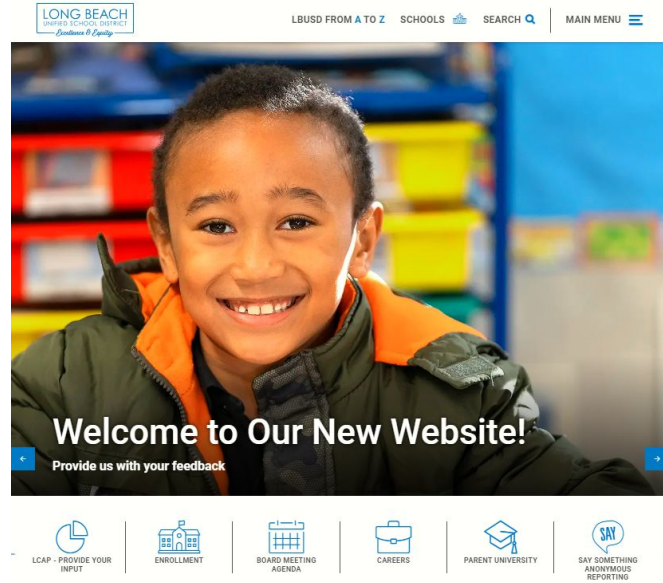 LONG BEACH
UNIFIED SCHOOL DISTRICT
Excellence & Equity
LBUSD FROM A TO Z
SCHOOLS
SEARCH
MAIN MENU
Welcome to Our New Website!
Provide us with your feedback
LCAP - PROVIDE YOUR
INPUT
ENROLLMENT
BOARD MEETING
AGENDA
CAREERS
PARENT UNIVERSITY
SAY
SAY SOMETHING
ANONYMOUS
REPORTING